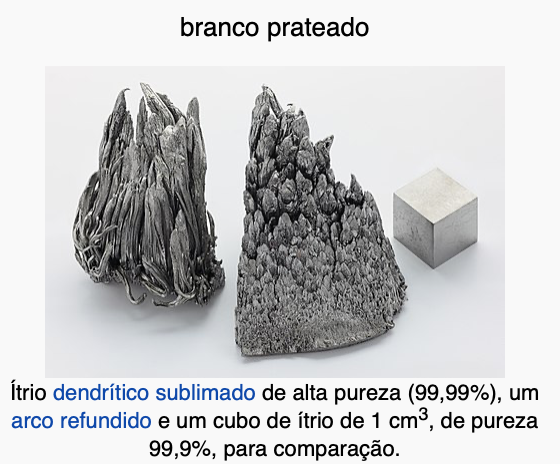 branco prateado
Ítrio dendrítico sublimado de alta pureza (99,99%), um
arco refundido e um cubo de ítrio de 1 cm³, de pureza
99,9%, para comparação.